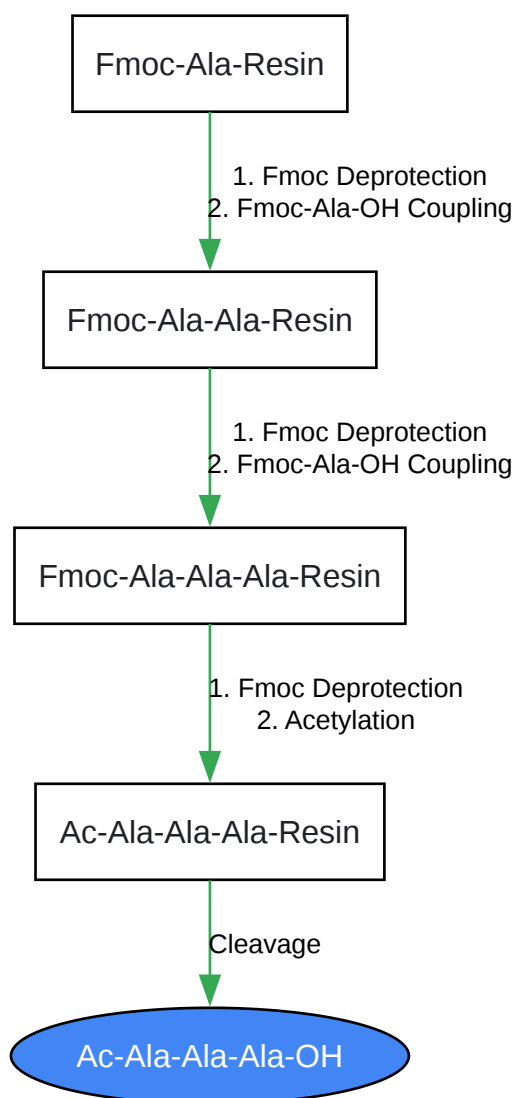 Fmoc-Ala-Resin
1. Fmoc Deprotection
2. Fmoc-Ala-OH Coupling
Fmoc-Ala-Ala-Resin
1. Fmoc Deprotection
2. Fmoc-Ala-OH Coupling
Fmoc-Ala-Ala-Ala-Resin
1. Fmoc Deprotection
2. Acetylation
Ac-Ala-Ala-Ala-Resin
Cleavage
Ac-Ala-Ala-Ala-OH